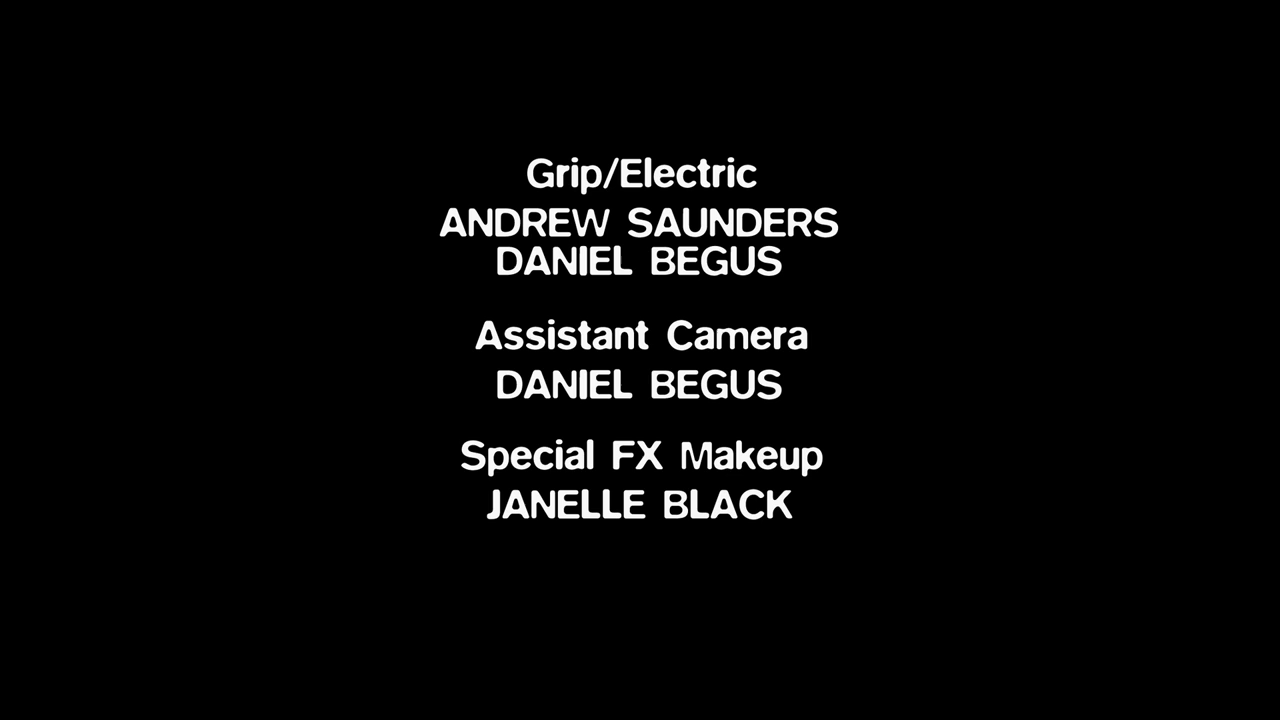 Grip/Electric
ANDREW SAUNDERS
DANIEL BEGUS
Assistant Camera
DANIEL BEGUS
Special FX Makeup
JANELLE BLACK